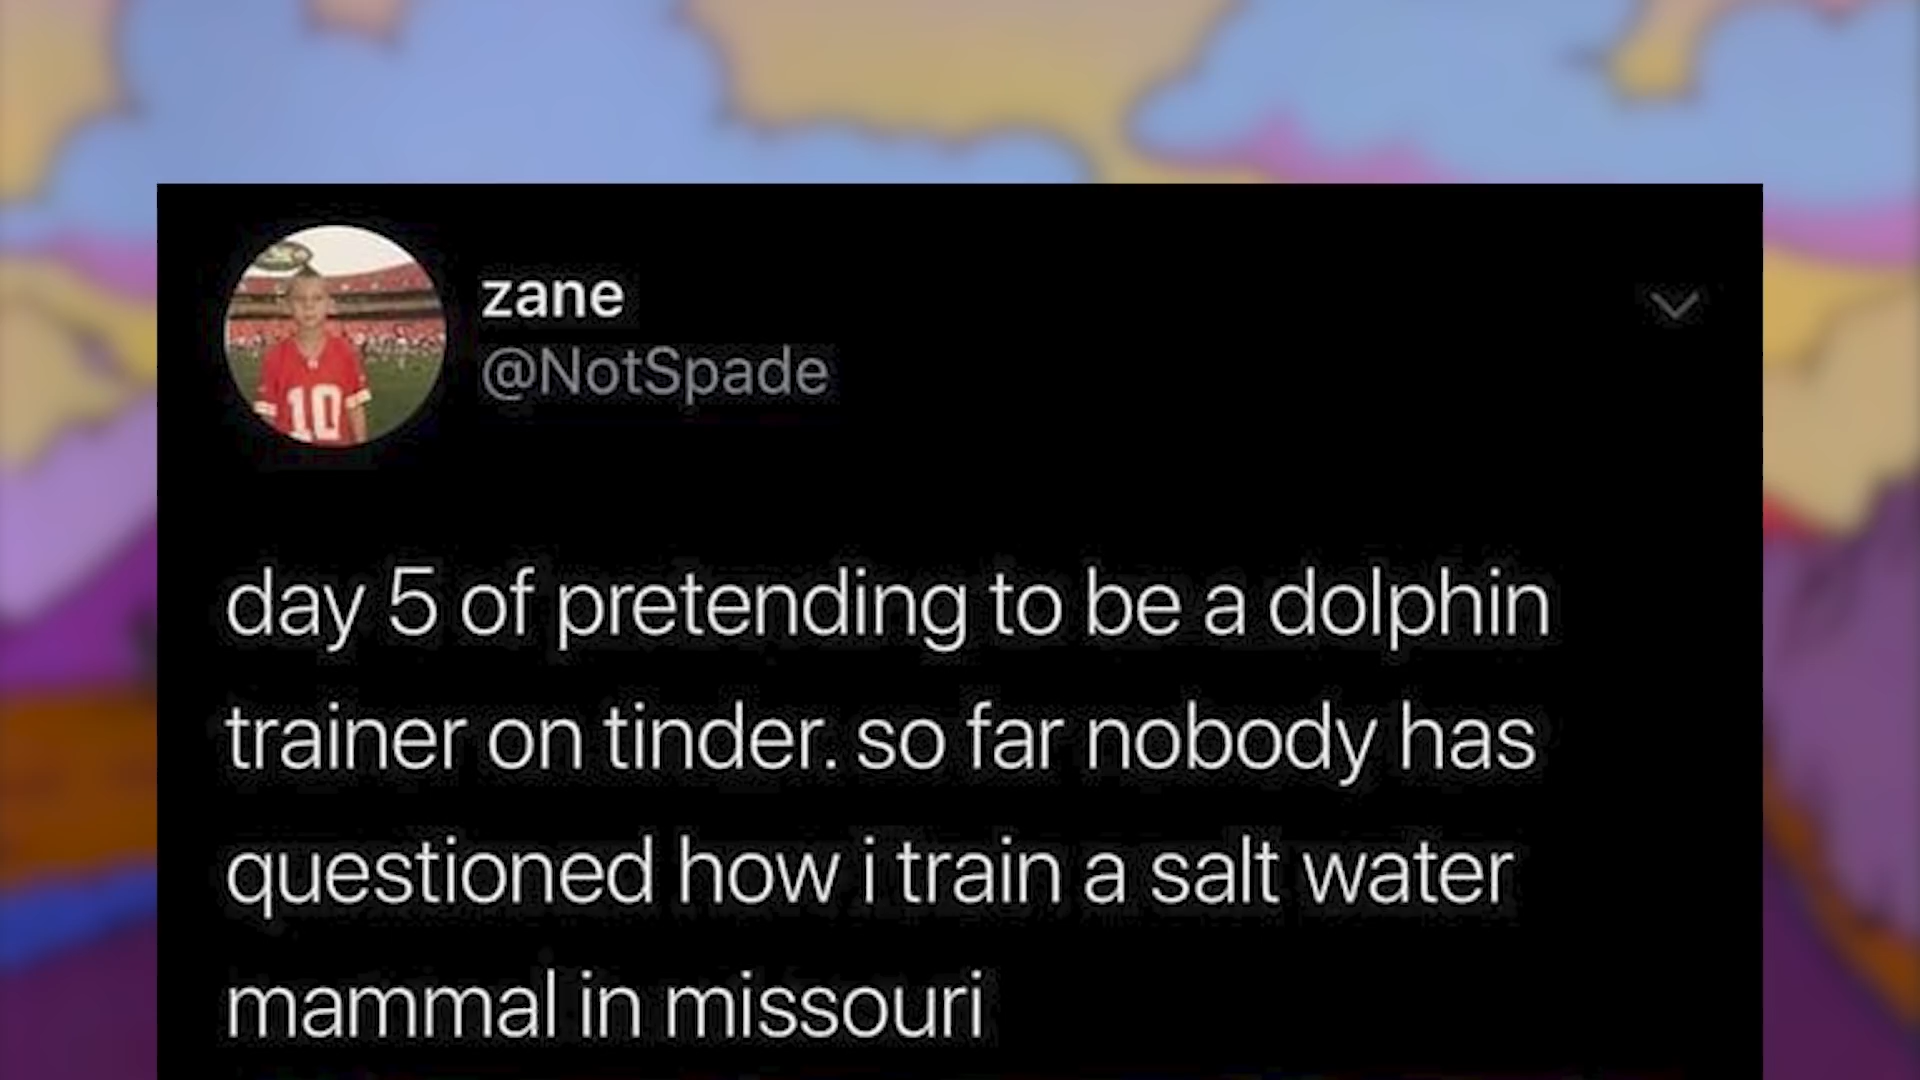 zane
@NotSpade
10
day 5 of pretending to be a dolphin
trainer on tinder. so far nobody has
questioned how i train a salt water
mammal in missouri